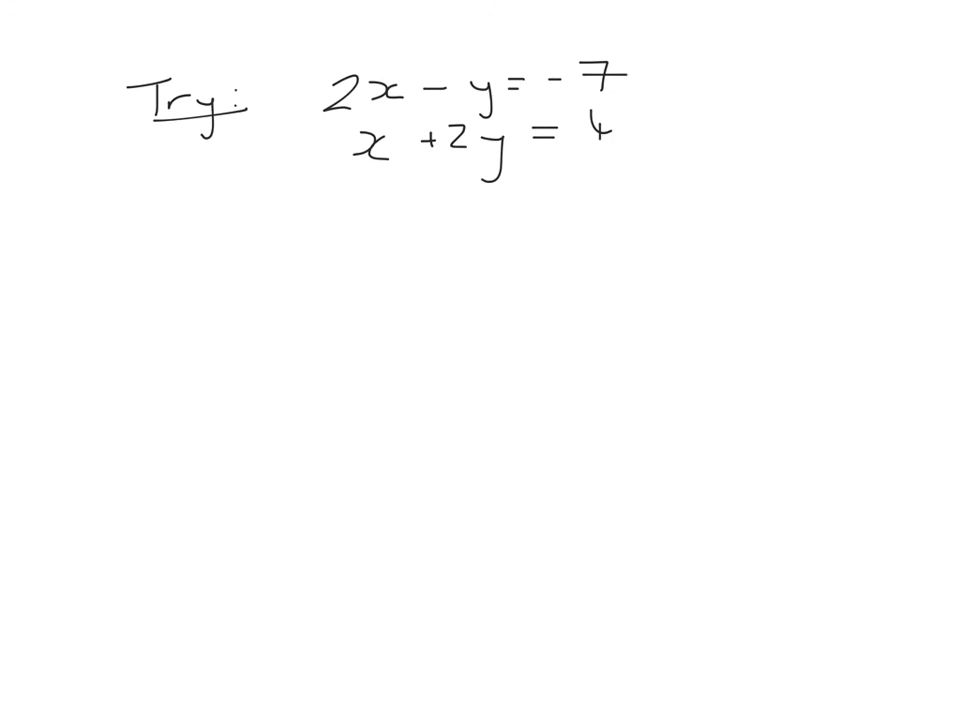 Try: 2x - y = -7
x + 2y = 4